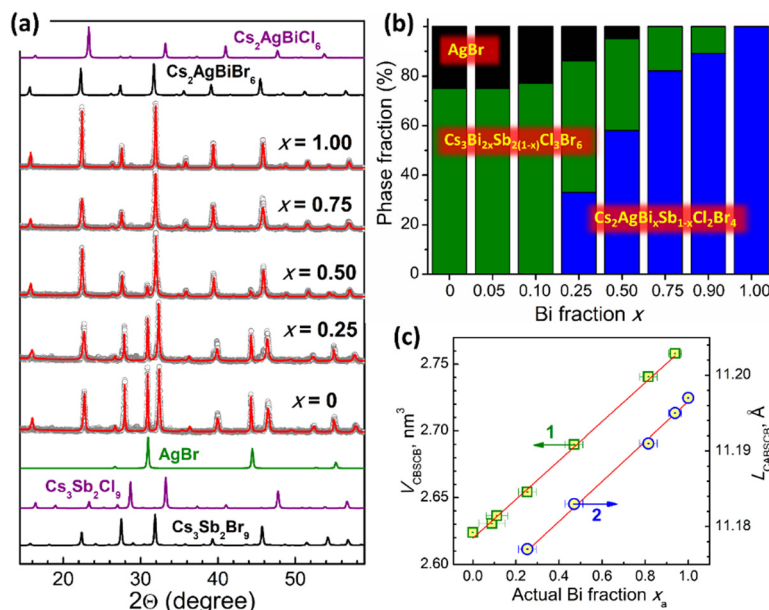 (a)
Cs₂AgBiCl₆
Cs₂AgBiBr₆
x = 1.00
x = 0.75
x = 0.50
x = 0.25
x = 0
AgBr
Cs₃Sb₂Cl₉
Cs₃Sb₂Br₉
20 30 40 50
2Θ (degree)
(b)
Phase fraction (%)
80
60
40
20
0
AgBr
Cs₃Bi₂ₓSb₂₍₁₋ₓ₎Cl₃Br₆
Cs₂AgBiₓSb₁₋ₓCl₂Br₄
0 0.05 0.10 0.25 0.50 0.75 0.90 1.00
Bi fraction x
(c)
V_CBSCB, nm³
2.75
2.70
2.65
2.60
1
2
11.20
11.19
11.18
L_CABSCB, Å
0.0 0.2 0.4 0.6 0.8 1.0
Actual Bi fraction xₐ